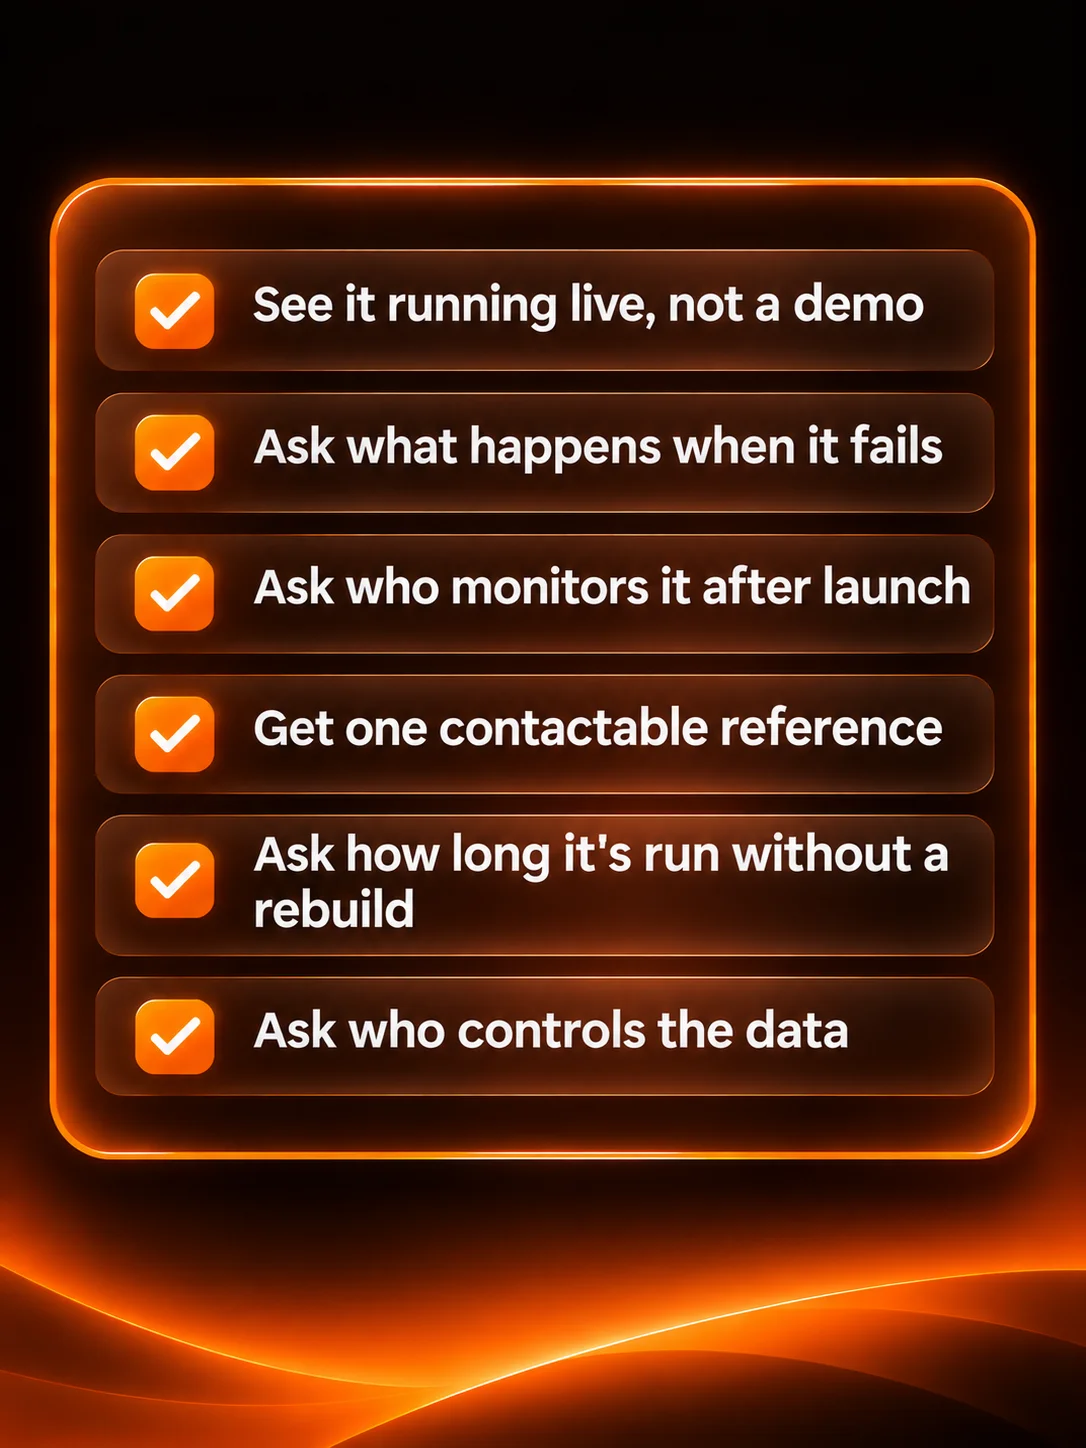 See it running live, not a demo
Ask what happens when it fails
Ask who monitors it after launch
Get one contactable reference
Ask how long it's run without a
rebuild
Ask who controls the data